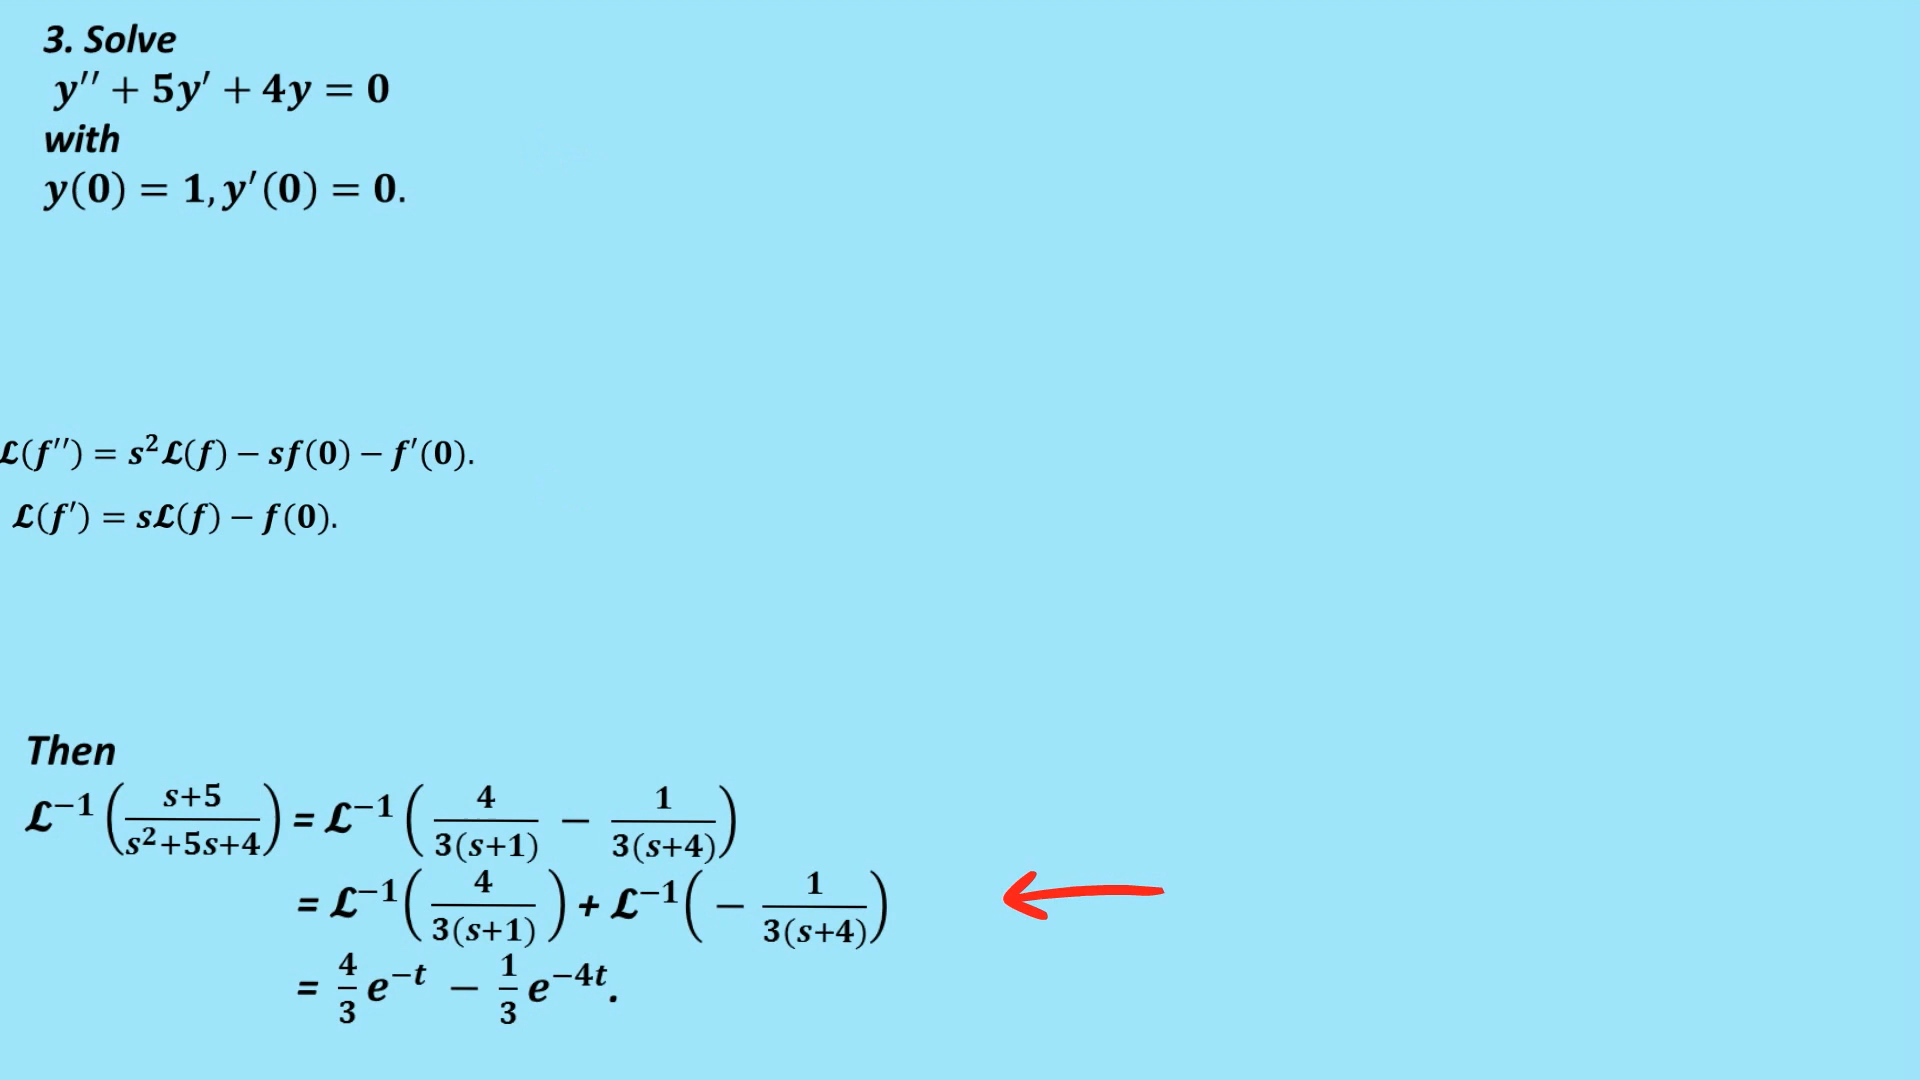 3. Solve
y′′ + 5y′ + 4y = 0
with
y(0) = 1, y′(0) = 0.
ℒ(f′′) = s²ℒ(f) − sf(0) − f′(0).
ℒ(f′) = sℒ(f) − f(0).
Then
ℒ⁻¹((s+5)/(s²+5s+4)) = ℒ⁻¹(4/(3(s+1)) − 1/(3(s+4)))
= ℒ⁻¹(4/(3(s+1))) + ℒ⁻¹(− 1/(3(s+4)))
= 4/3 e⁻ᵗ − 1/3 e⁻⁴ᵗ.